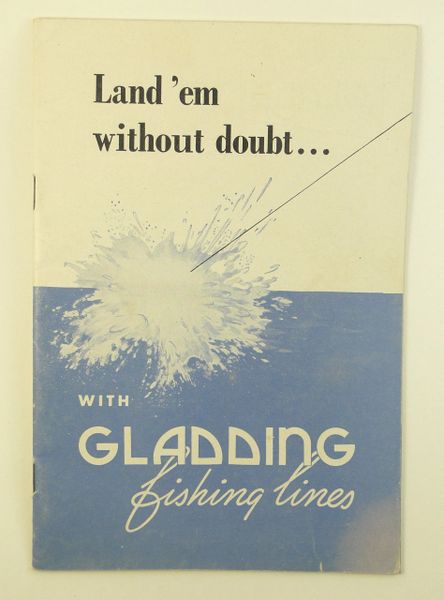 Land 'em
without doubt...
WITH
GLADDING
fishing lines